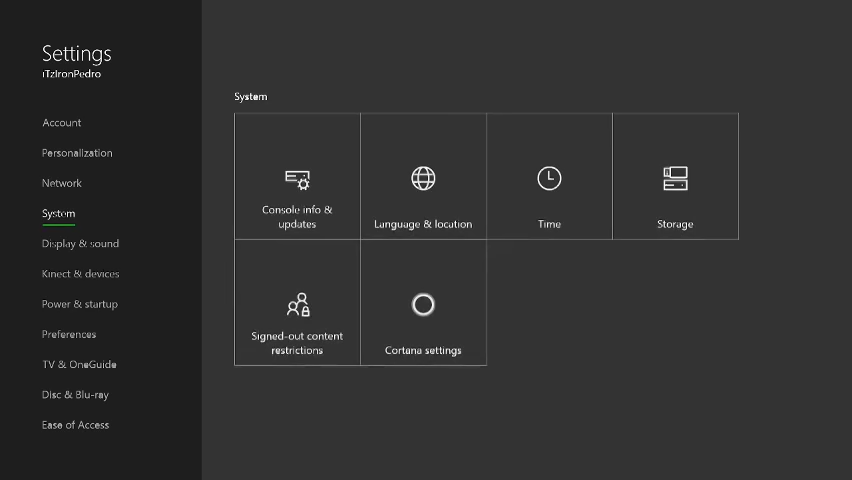 Settings
iTzIronPedro
Account
Personalization
Network
System
Display & sound
Kinect & devices
Power & startup
Preferences
TV & OneGuide
Disc & Blu-ray
Ease of Access
System
Console info &
updates
Language & location
Time
Storage
Signed-out content
restrictions
Cortana settings